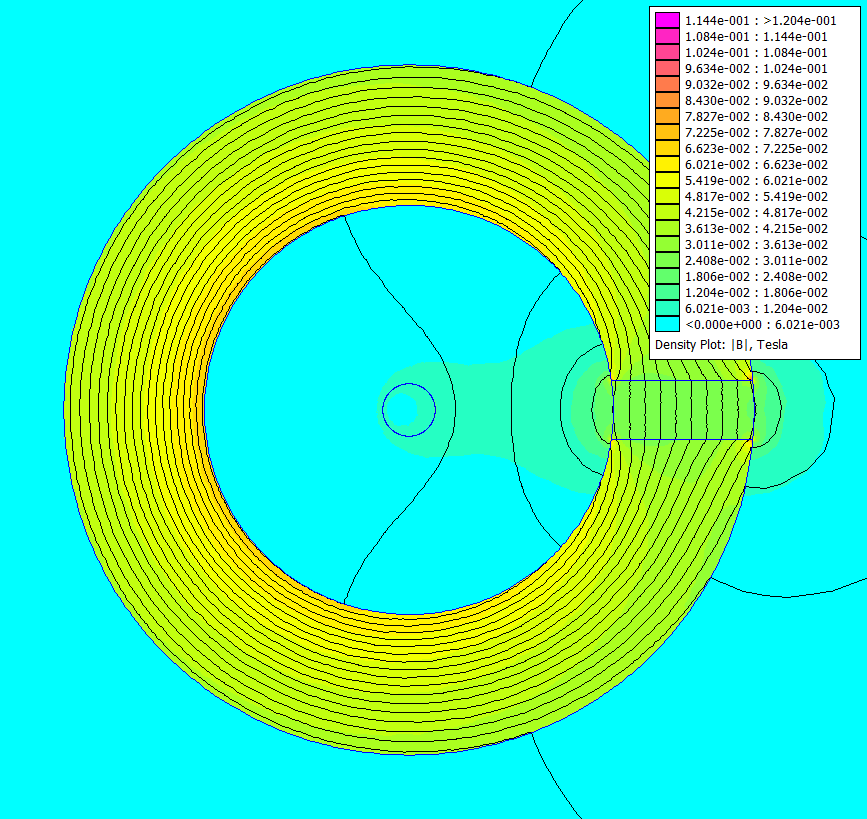 1.144e-001 : >1.204e-001
1.084e-001 : 1.144e-001
1.024e-001 : 1.084e-001
9.634e-002 : 1.024e-001
9.032e-002 : 9.634e-002
8.430e-002 : 9.032e-002
7.827e-002 : 8.430e-002
7.225e-002 : 7.827e-002
6.623e-002 : 7.225e-002
6.021e-002 : 6.623e-002
5.419e-002 : 6.021e-002
4.817e-002 : 5.419e-002
4.215e-002 : 4.817e-002
3.613e-002 : 4.215e-002
3.011e-002 : 3.613e-002
2.408e-002 : 3.011e-002
1.806e-002 : 2.408e-002
1.204e-002 : 1.806e-002
6.021e-003 : 1.204e-002
<0.000e+000 : 6.021e-003
Density Plot: |B|, Tesla